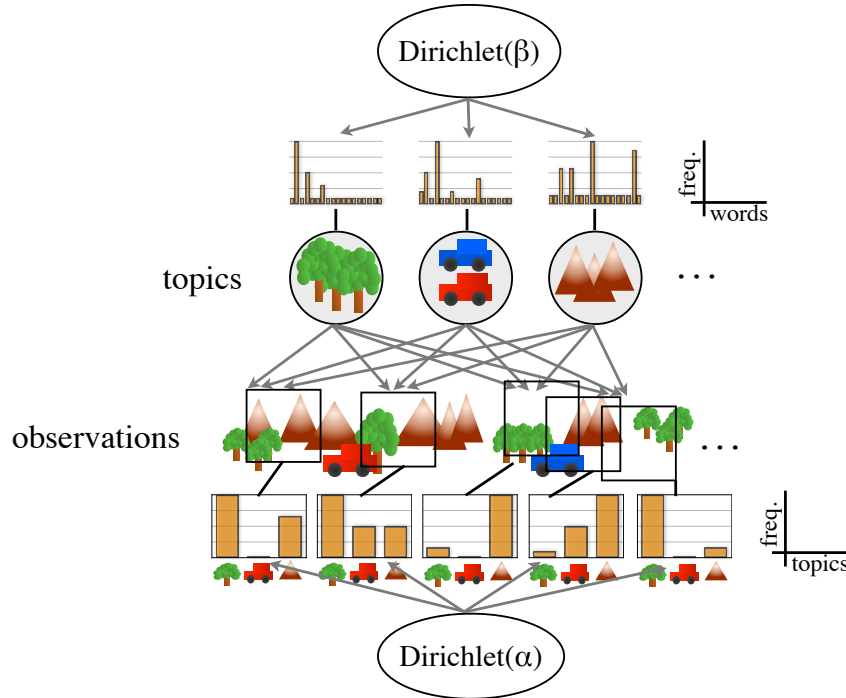 Dirichlet(β)
freq.
words
topics
...
observations
...
freq.
topics
Dirichlet(α)